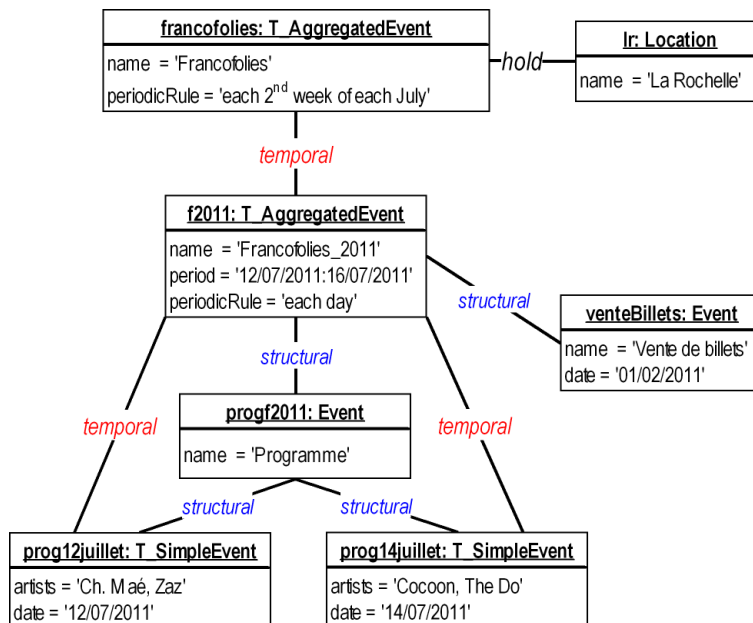 francofolies: T_AggregatedEvent
name = 'Francofolies'
periodicRule = 'each 2nd week of each July'
hold
lr: Location
name = 'La Rochelle'
temporal
f2011: T_AggregatedEvent
name = 'Francofolies_2011'
period = '12/07/2011:16/07/2011'
periodicRule = 'each day'
structural
venteBillets: Event
name = 'Vente de billets'
date = '01/02/2011'
structural
temporal
temporal
progf2011: Event
name = 'Programme'
structural
structural
prog12juillet: T_SimpleEvent
artists = 'Ch. Maé, Zaz'
date = '12/07/2011'
prog14juillet: T_SimpleEvent
artists = 'Cocoon, The Do'
date = '14/07/2011'